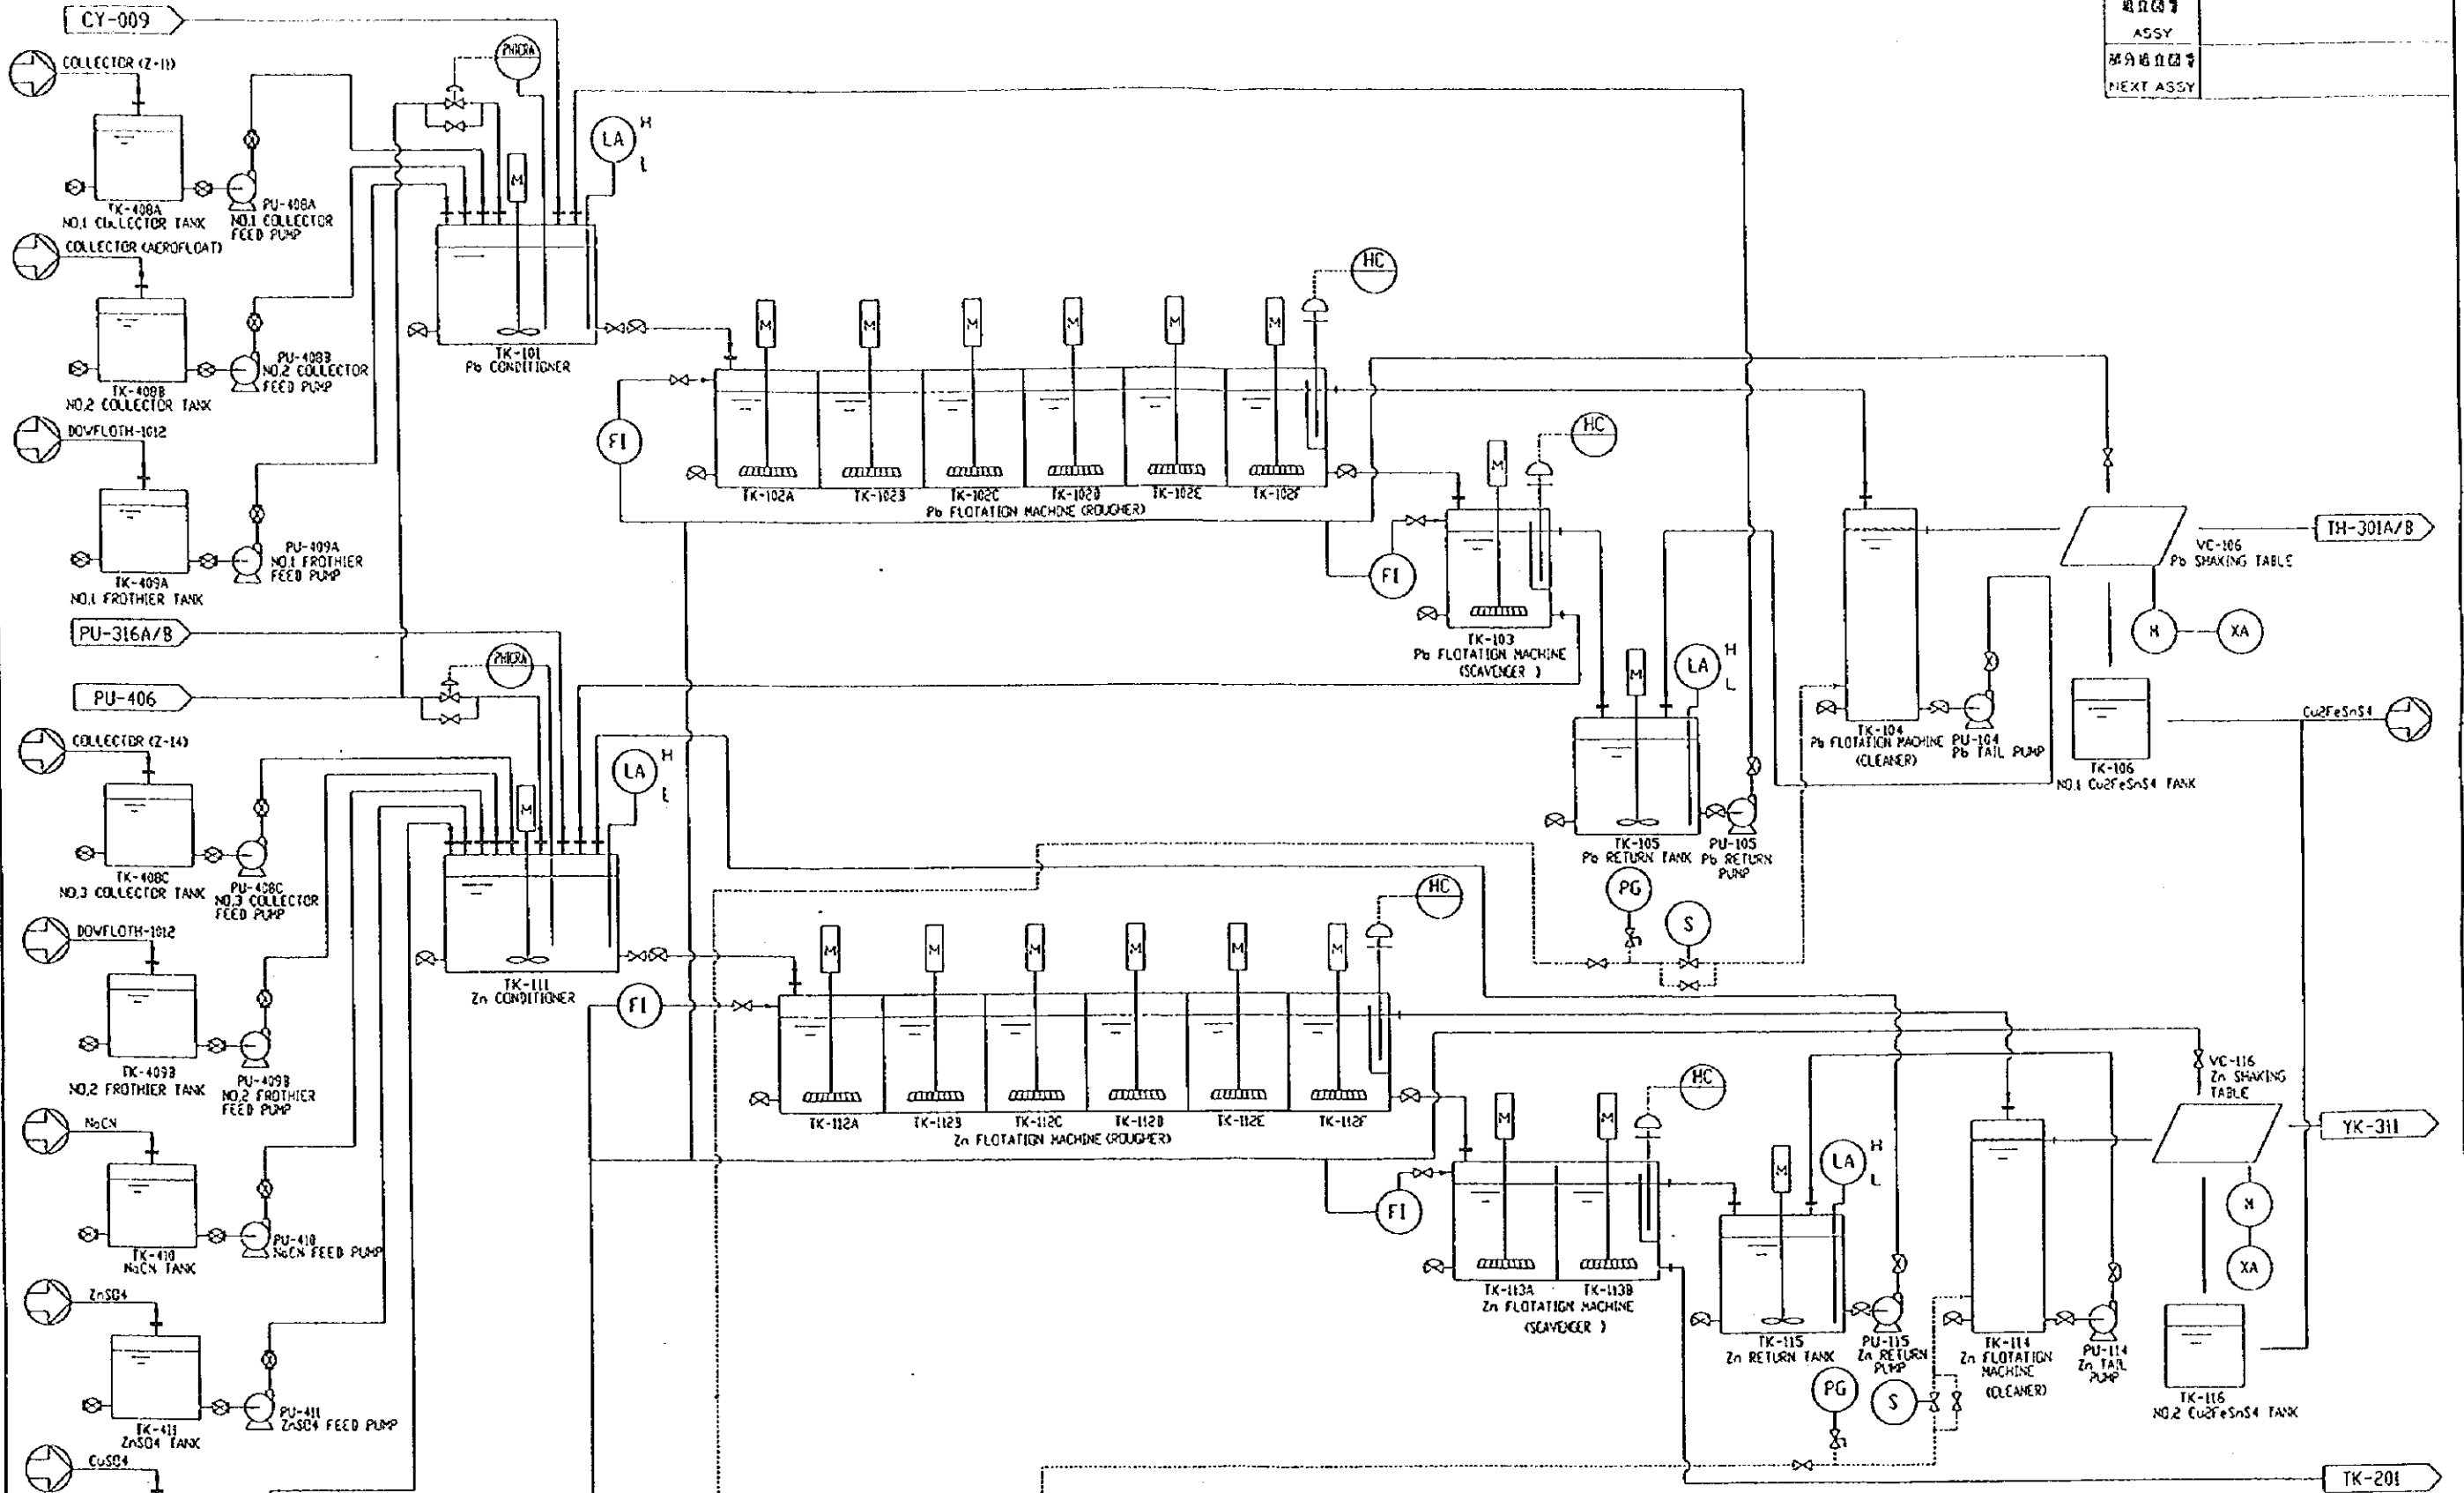 CY-009
ASSY
NEXT ASSY
COLLECTOR (Z-11)
PHICRA
LA
H
L
M
TK-408A
NO.1 COLLECTOR TANK
PU-408A
NO.1 COLLECTOR
FEED PUMP
COLLECTOR (AEROFLOAT)
TK-408B
NO.2 COLLECTOR TANK
PU-408B
NO.2 COLLECTOR
FEED PUMP
TK-101
Pb CONDITIONER
HC
M
M
M
M
M
M
FI
TK-102A
TK-102B
TK-102C
TK-102D
TK-102E
TK-102F
Pb FLOTATION MACHINE (ROUGHER)
DOWFLOTH-1012
TK-409A
NO.1 FROTHIER TANK
PU-409A
NO.1 FROTHIER
FEED PUMP
HC
M
FI
TK-103
Pb FLOTATION MACHINE
(SCAVENGER )
VC-106
Pb SHAKING TABLE
TH-301A/B
M
XA
PU-316A/B
PHICRA
PU-406
M
LA
H
L
TK-105
Pb RETURN TANK
PU-105
Pb RETURN
PUMP
TK-104
Pb FLOTATION MACHINE
(CLEANER)
PU-104
Pb TAIL PUMP
TK-106
NO.1 Cu2FeSnS4 TANK
Cu2FeSnS4
COLLECTOR (Z-14)
TK-408C
NO.3 COLLECTOR TANK
PU-408C
NO.3 COLLECTOR
FEED PUMP
LA
H
L
M
TK-111
Zn CONDITIONER
PG
S
HC
DOWFLOTH-1012
TK-409B
NO.2 FROTHIER TANK
PU-409B
NO.2 FROTHIER
FEED PUMP
FI
M
M
M
M
M
M
TK-112A
TK-112B
TK-112C
TK-112D
TK-112E
TK-112F
Zn FLOTATION MACHINE (ROUGHER)
VC-116
Zn SHAKING
TABLE
YK-311
M
XA
NaCN
TK-410
NaCN TANK
PU-410
NaCN FEED PUMP
HC
M
M
FI
TK-113A
TK-113B
Zn FLOTATION MACHINE
(SCAVENGER )
M
LA
H
L
TK-115
Zn RETURN TANK
PU-115
Zn RETURN
PUMP
TK-114
Zn FLOTATION
MACHINE
(CLEANER)
PU-114
Zn TAIL
PUMP
TK-116
NO.2 Cu2FeSnS4 TANK
ZnSO4
TK-411
ZnSO4 TANK
PU-411
ZnSO4 FEED PUMP
PG
S
CuSO4
TK-201